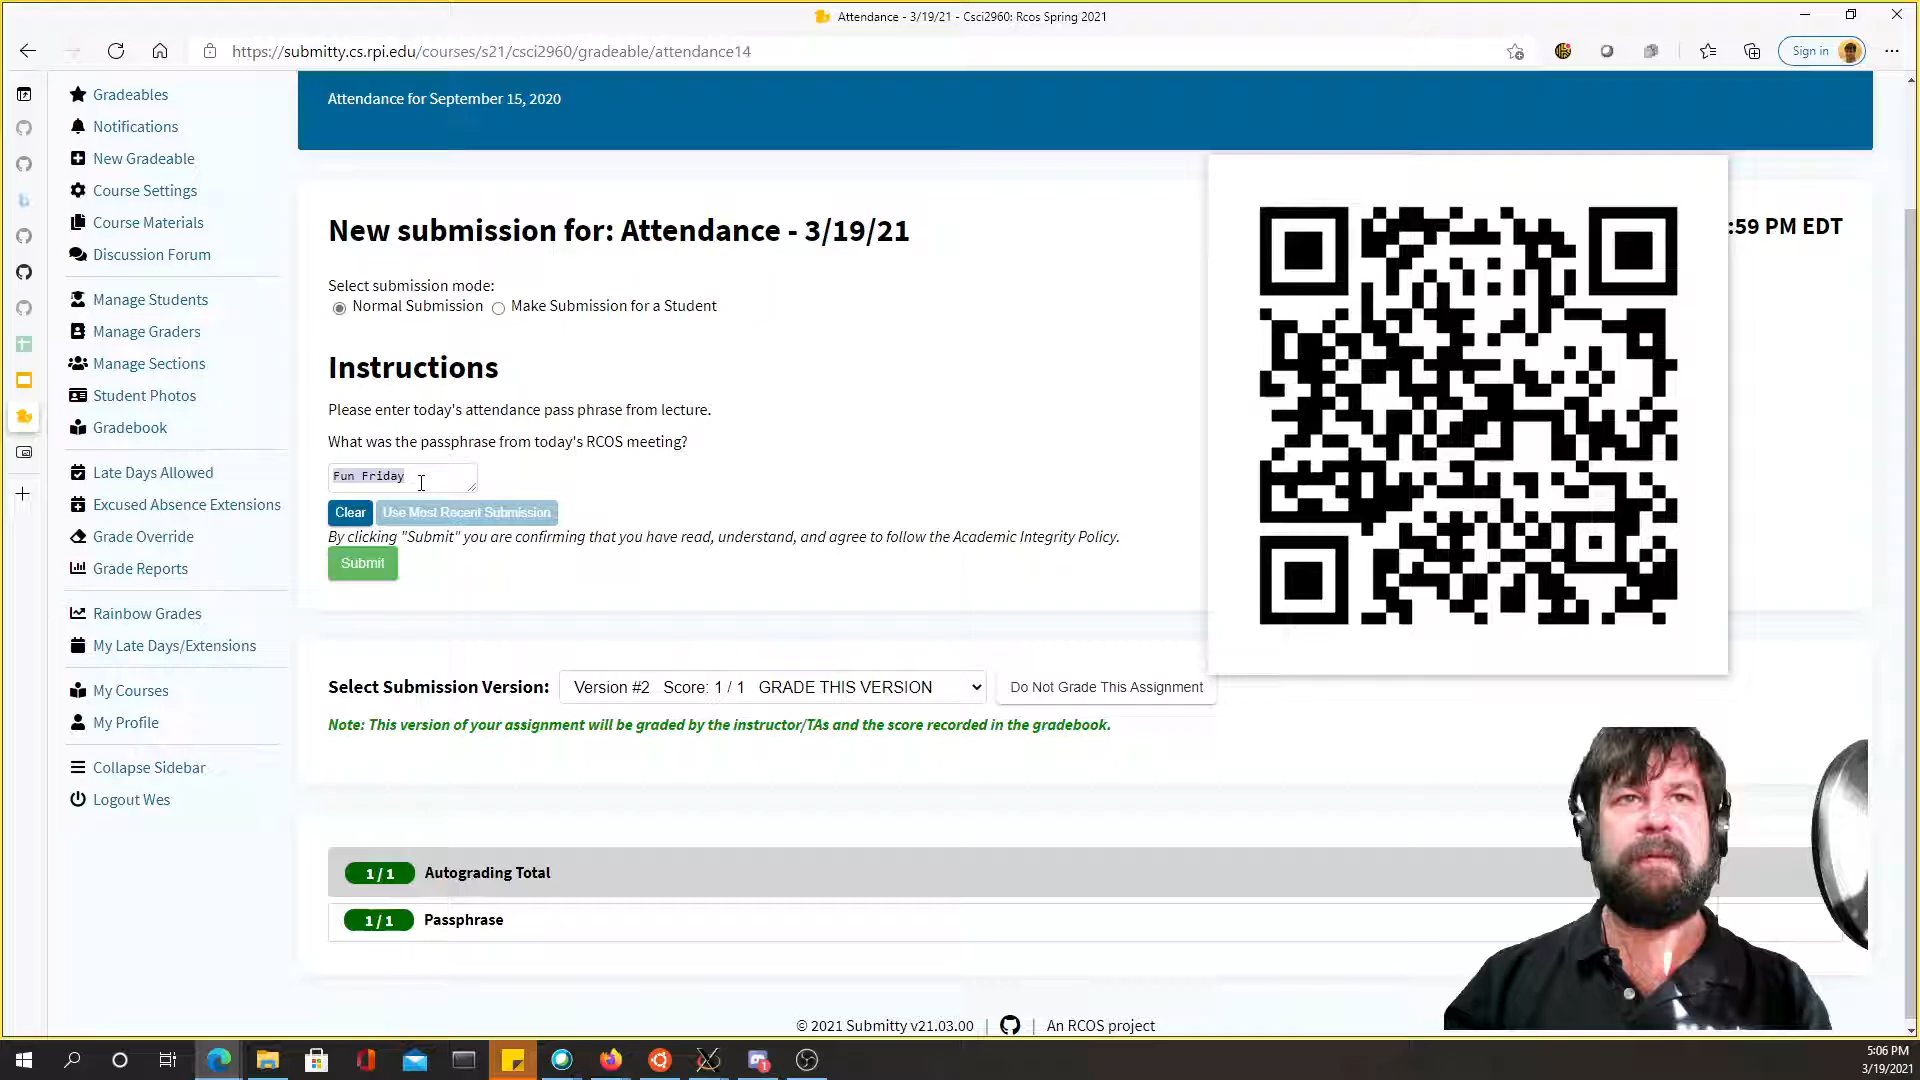 Attendance - 3/19/21 - Csci2960: Rcos Spring 2021
https://submitty.cs.rpi.edu/courses/s21/csci2960/gradeable/attendance14
Sign in
Gradeables
Notifications
New Gradeable
Course Settings
Course Materials
Discussion Forum
Manage Students
Manage Graders
Manage Sections
Student Photos
Gradebook
Late Days Allowed
Excused Absence Extensions
Grade Override
Grade Reports
Rainbow Grades
My Late Days/Extensions
My Courses
My Profile
Collapse Sidebar
Logout Wes
Attendance for September 15, 2020
New submission for: Attendance - 3/19/21
:59 PM EDT
Select submission mode:
Normal Submission Make Submission for a Student
Instructions
Please enter today's attendance pass phrase from lecture.
What was the passphrase from today's RCOS meeting?
Fun Friday
Clear Use Most Recent Submission
By clicking "Submit" you are confirming that you have read, understand, and agree to follow the Academic Integrity Policy.
Submit
Select Submission Version: Version #2 Score: 1 / 1 GRADE THIS VERSION Do Not Grade This Assignment
Note: This version of your assignment will be graded by the instructor/TAs and the score recorded in the gradebook.
1 / 1 Autograding Total
1 / 1 Passphrase
© 2021 Submitty v21.03.00 | | An RCOS project
5:06 PM
3/19/2021